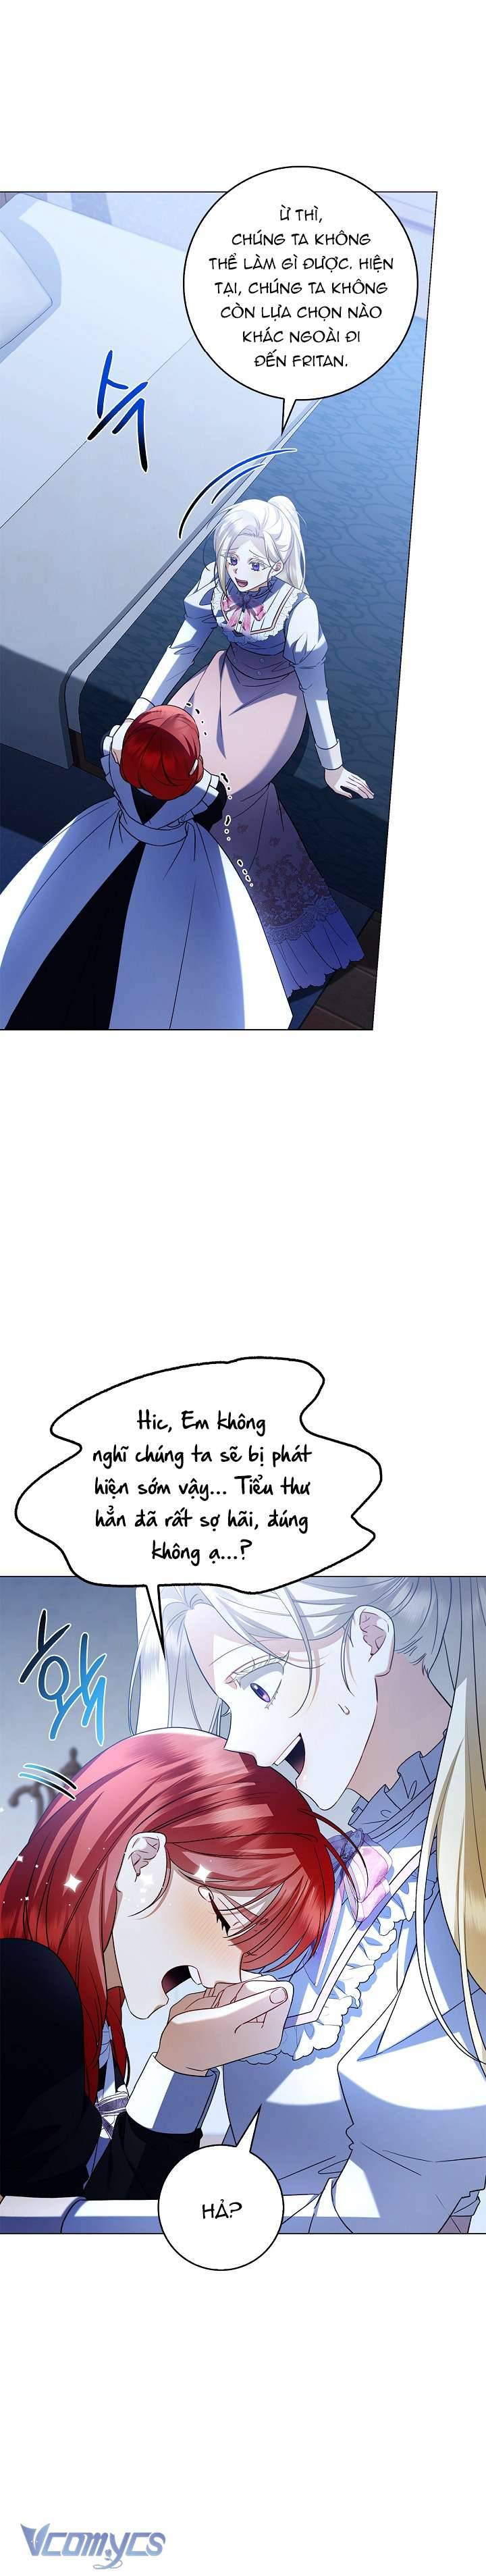 Ừ THÌ,
CHÚNG TA KHÔNG
THỂ LÀM GÌ ĐƯỢC. HIỆN
TẠI, CHÚNG TA KHÔNG
CÒN LỰA CHỌN NÀO
KHÁC NGOÀI ĐI
ĐẾN FRITAN.
Hic, Em không
nghĩ chúng ta sẽ bị phát
hiện sớm vậy... Tiểu thư
hẳn đã rất sợ hãi, đúng
không ạ...?
HẢ?
VCOMYCS